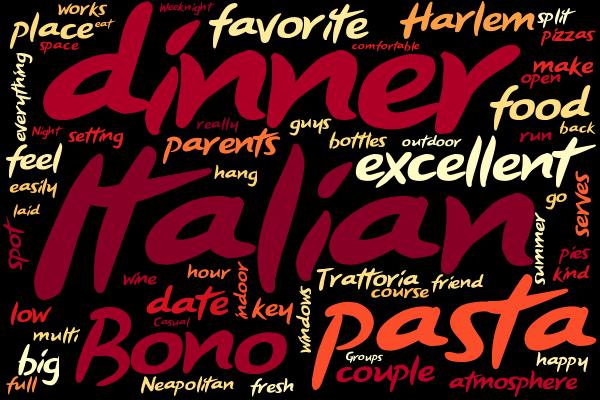 works
weeknight
favorite
Harlem
split
place
eat
space
dinner
comfortable
pizzas
everything
make
open
food
Night
setting
really
guys
parents
bottles
outdoor
run
back
feel
excellent
easily
hang
go
serves
laid
Italian
spot
summer
pies
kind
wine
hour
indoor
Trattoria
friend
course
low
date
key
windows
pasta
Casual
multi
Bono
big
Groups
happy
couple
atmosphere
full
Neapolitan
fresh